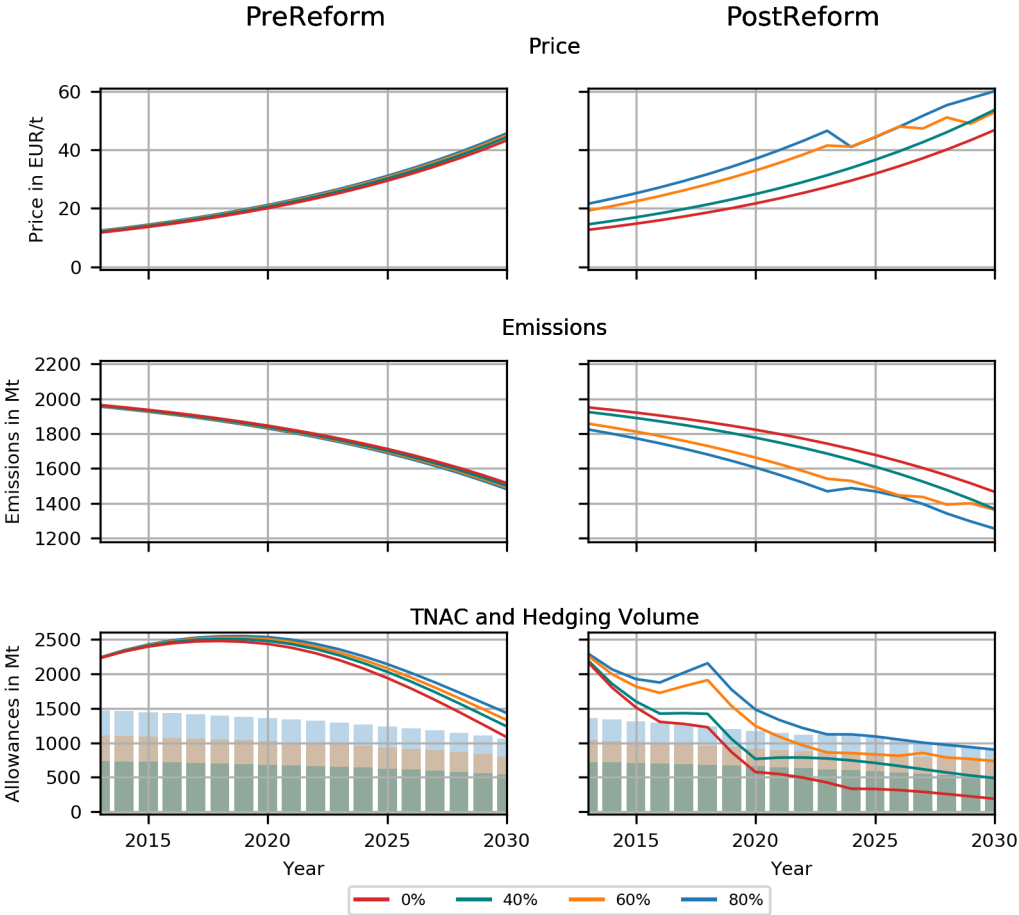 PreReform PostReform
Price
60
40
20
0
Price in EUR/t
Emissions
2200
2000
1800
1600
1400
1200
Emissions in Mt
TNAC and Hedging Volume
2500
2000
1500
1000
500
0
Allowances in Mt
2015 2020 2025 2030 2015 2020 2025 2030
Year Year
0% 40% 60% 80%